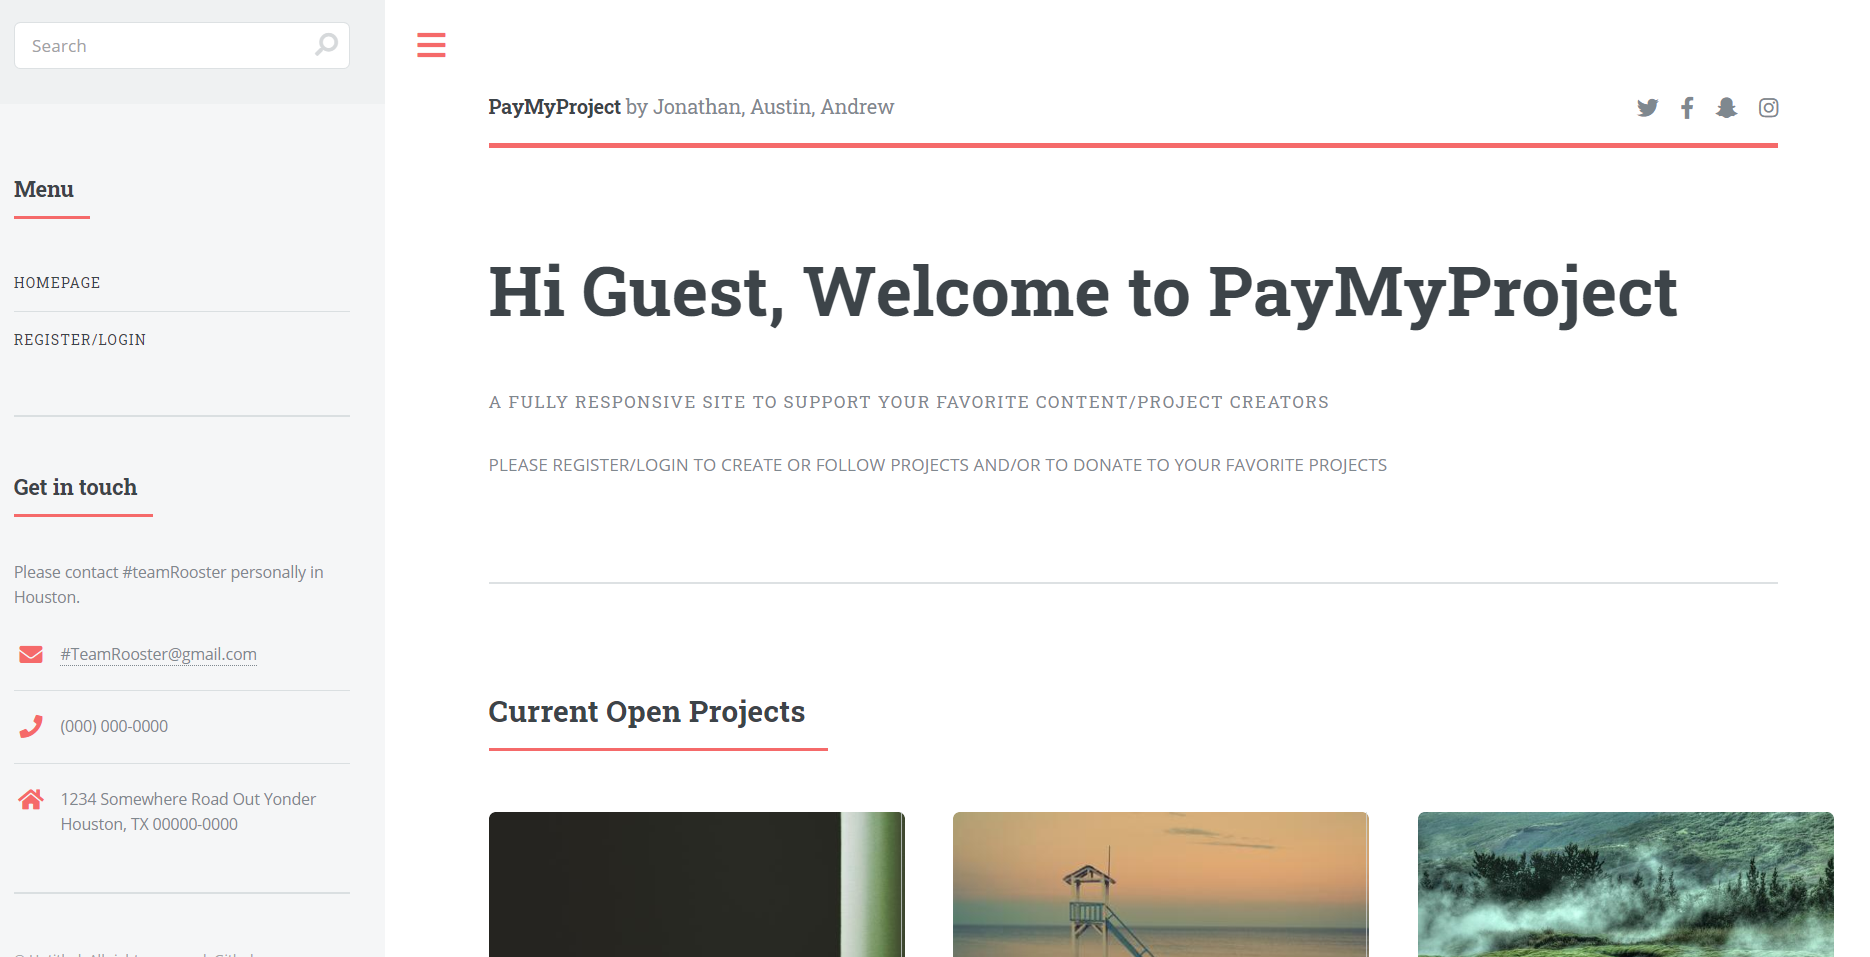 Search
Menu
HOMEPAGE
REGISTER/LOGIN
Get in touch
Please contact #teamRooster personally in
Houston.
#TeamRooster@gmail.com
(000) 000-0000
1234 Somewhere Road Out Yonder
Houston, TX 00000-0000
PayMyProject by Jonathan, Austin, Andrew
Hi Guest, Welcome to PayMyProject
A FULLY RESPONSIVE SITE TO SUPPORT YOUR FAVORITE CONTENT/PROJECT CREATORS
PLEASE REGISTER/LOGIN TO CREATE OR FOLLOW PROJECTS AND/OR TO DONATE TO YOUR FAVORITE PROJECTS
Current Open Projects